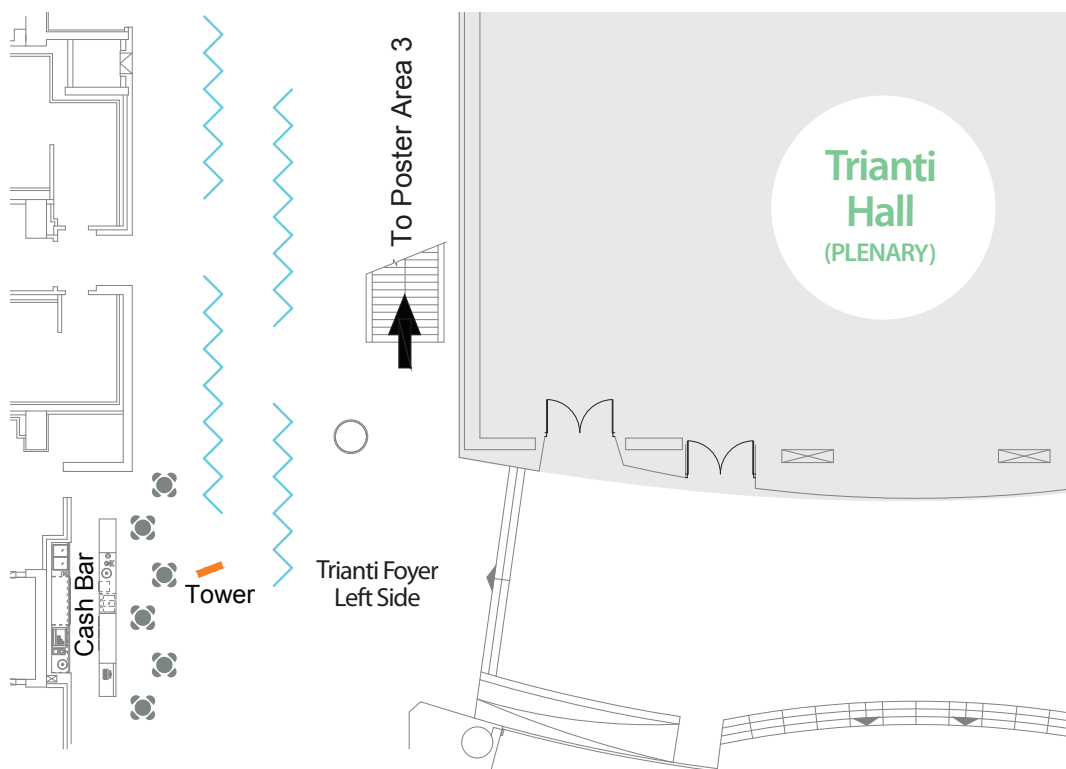 To Poster Area 3
Trianti
Hall
(PLENARY)
Cash Bar
Tower
Trianti Foyer
Left Side